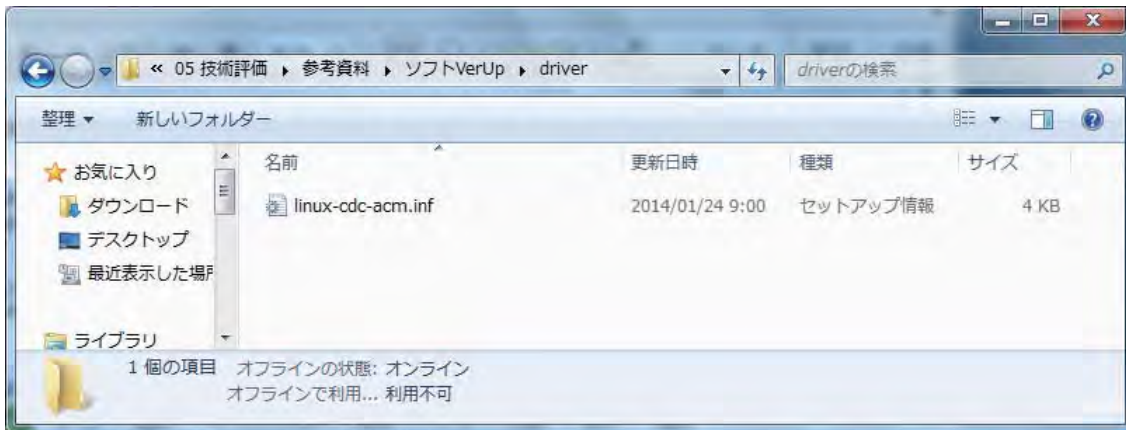 « 05 技術評価 ▸ 参考資料 ▸ ソフトVerUp ▸ driver
driverの検索
整理 ▼ 新しいフォルダー
お気に入り
ダウンロード
デスクトップ
最近表示した場所
ライブラリ
名前 更新日時 種類 サイズ
linux-cdc-acm.inf 2014/01/24 9:00 セットアップ情報 4 KB
1 個の項目 オフラインの状態: オンライン
オフラインで利用... 利用不可